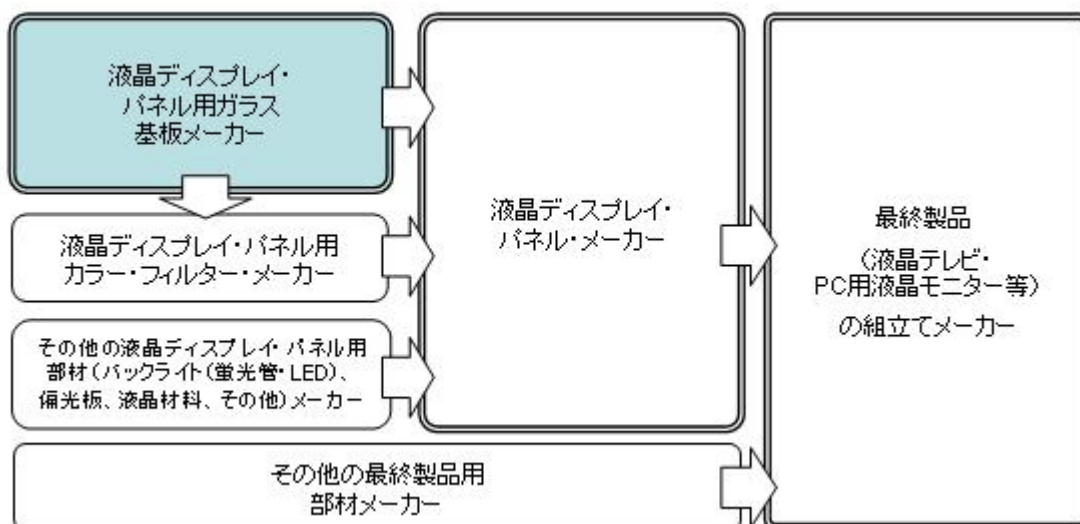 液晶ディスプレイ・
パネル用ガラス
基板メーカー
液晶ディスプレイ・パネル用
カラー・フィルター・メーカー
その他の液晶ディスプレイ・パネル用
部材(バックライト(蛍光管・LED)、
偏光板、液晶材料、その他)メーカー
その他の最終製品用
部材メーカー
液晶ディスプレイ・
パネル・メーカー
最終製品
(液晶テレビ・
PC用液晶モニター等)
の組立てメーカー